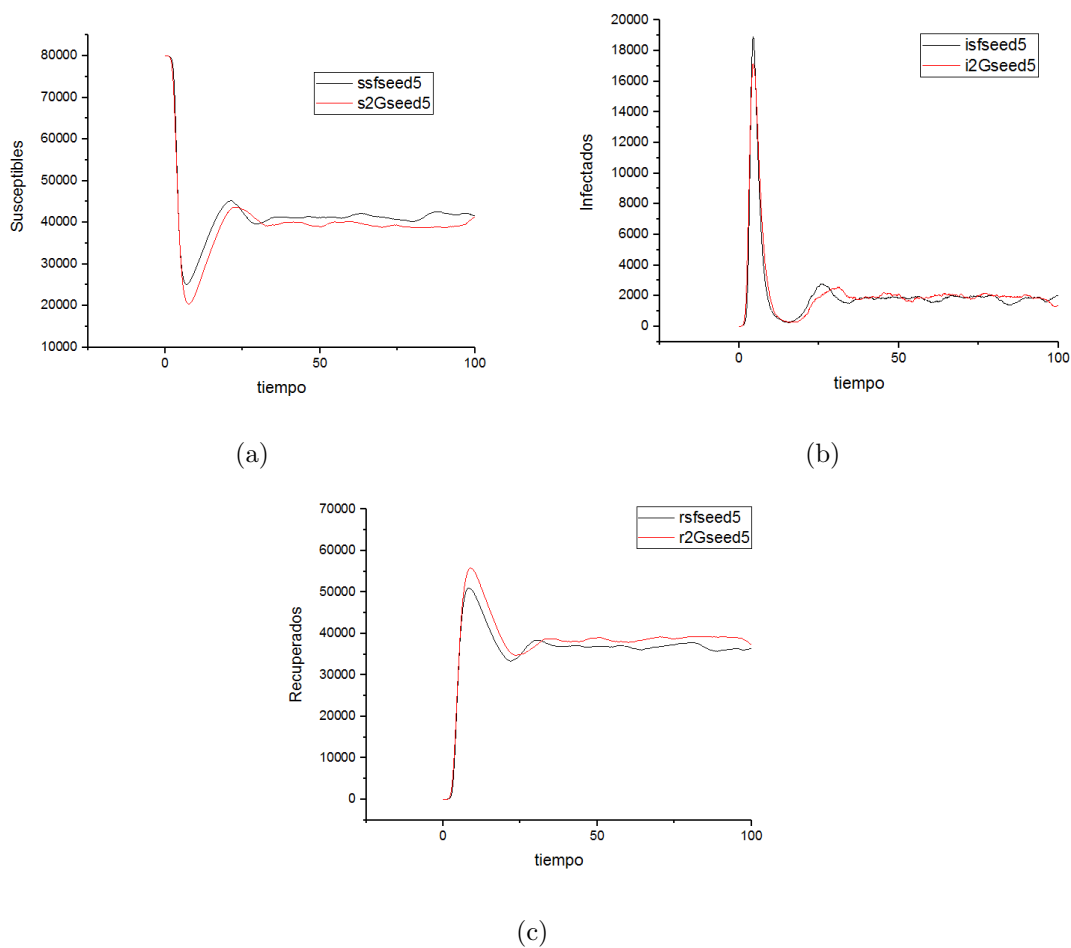 80000
70000
60000
50000
40000
30000
20000
10000
Susceptibles
ssfseed5
s2Gseed5
0
50
100
tiempo
(a)
20000
18000
16000
14000
12000
10000
8000
6000
4000
2000
0
Infectados
isfseed5
i2Gseed5
0
50
100
tiempo
(b)
70000
60000
50000
40000
30000
20000
10000
0
Recuperados
rsfseed5
r2Gseed5
0
50
100
tiempo
(c)